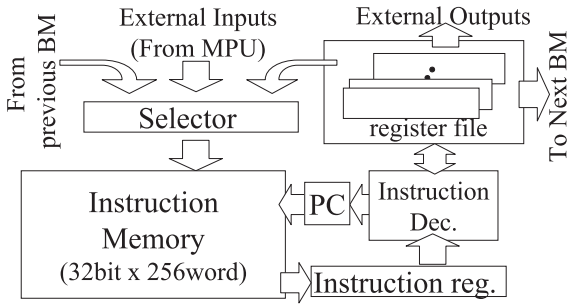 External Inputs
(From MPU)
External Outputs
From
previous BM
To Next BM
Selector
register file
Instruction
Memory
(32bit x 256word)
PC
Instruction
Dec.
Instruction reg.